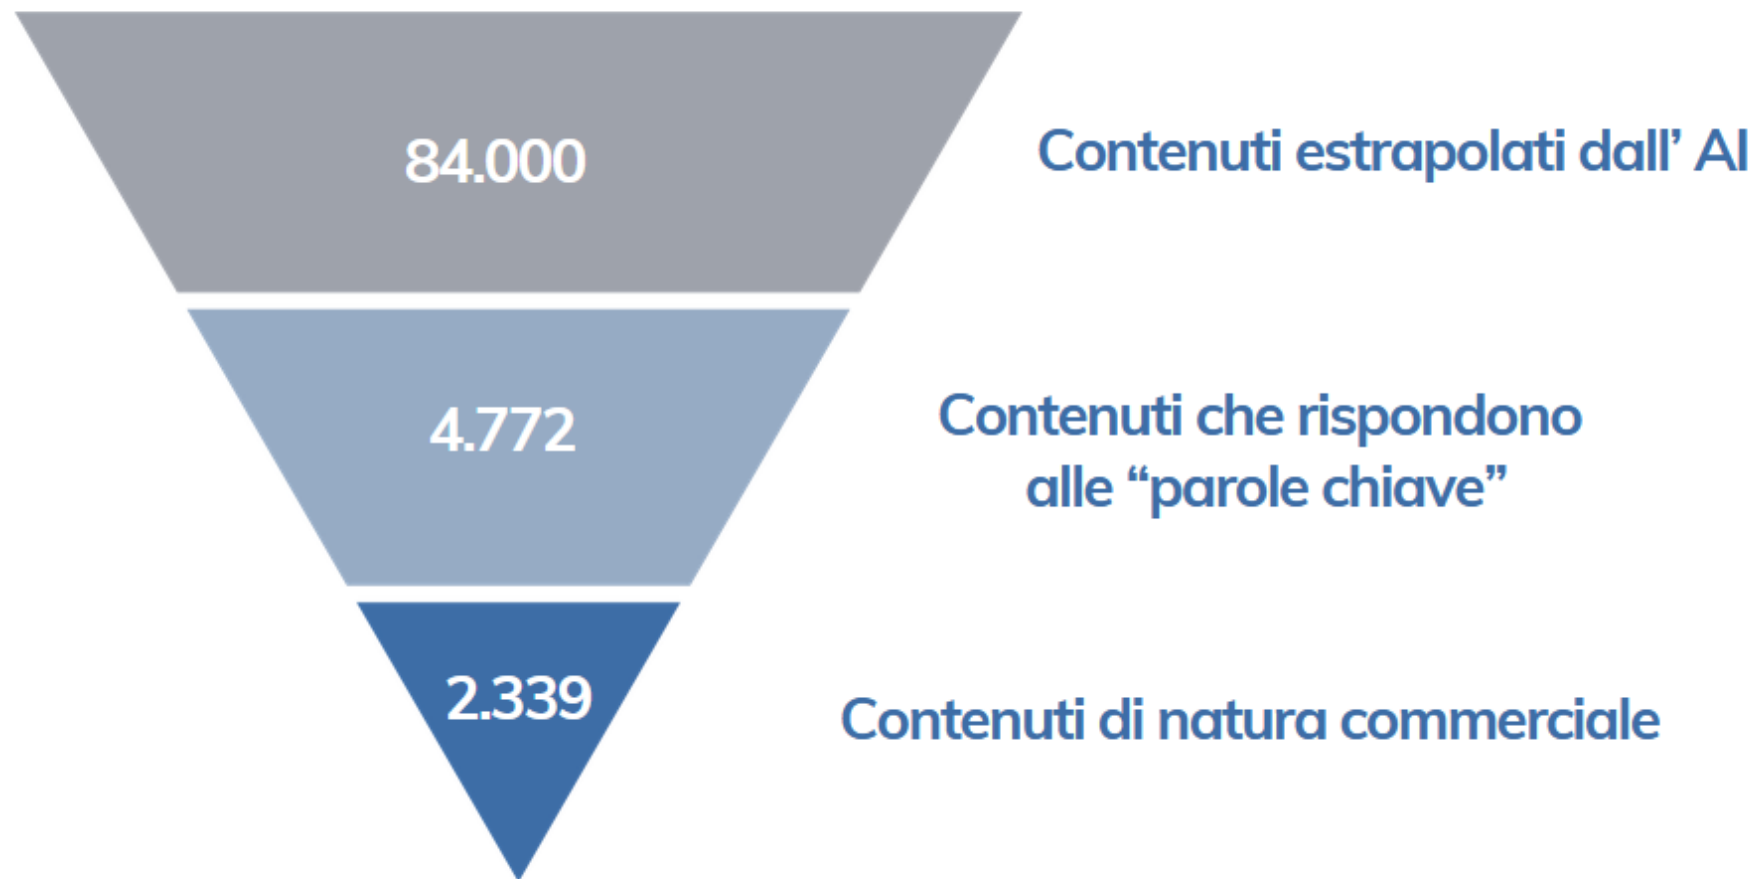 84.000
Contenuti estrapolati dall’ AI
4.772
Contenuti che rispondono
alle “parole chiave”
2.339
Contenuti di natura commerciale